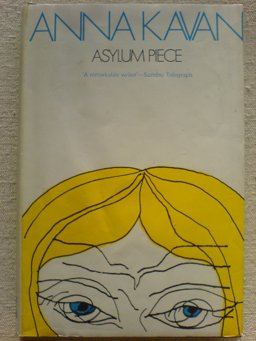 ANNA KAVAN
ASYLUM PIECE
'A remarkable writer'—Sunday Telegraph